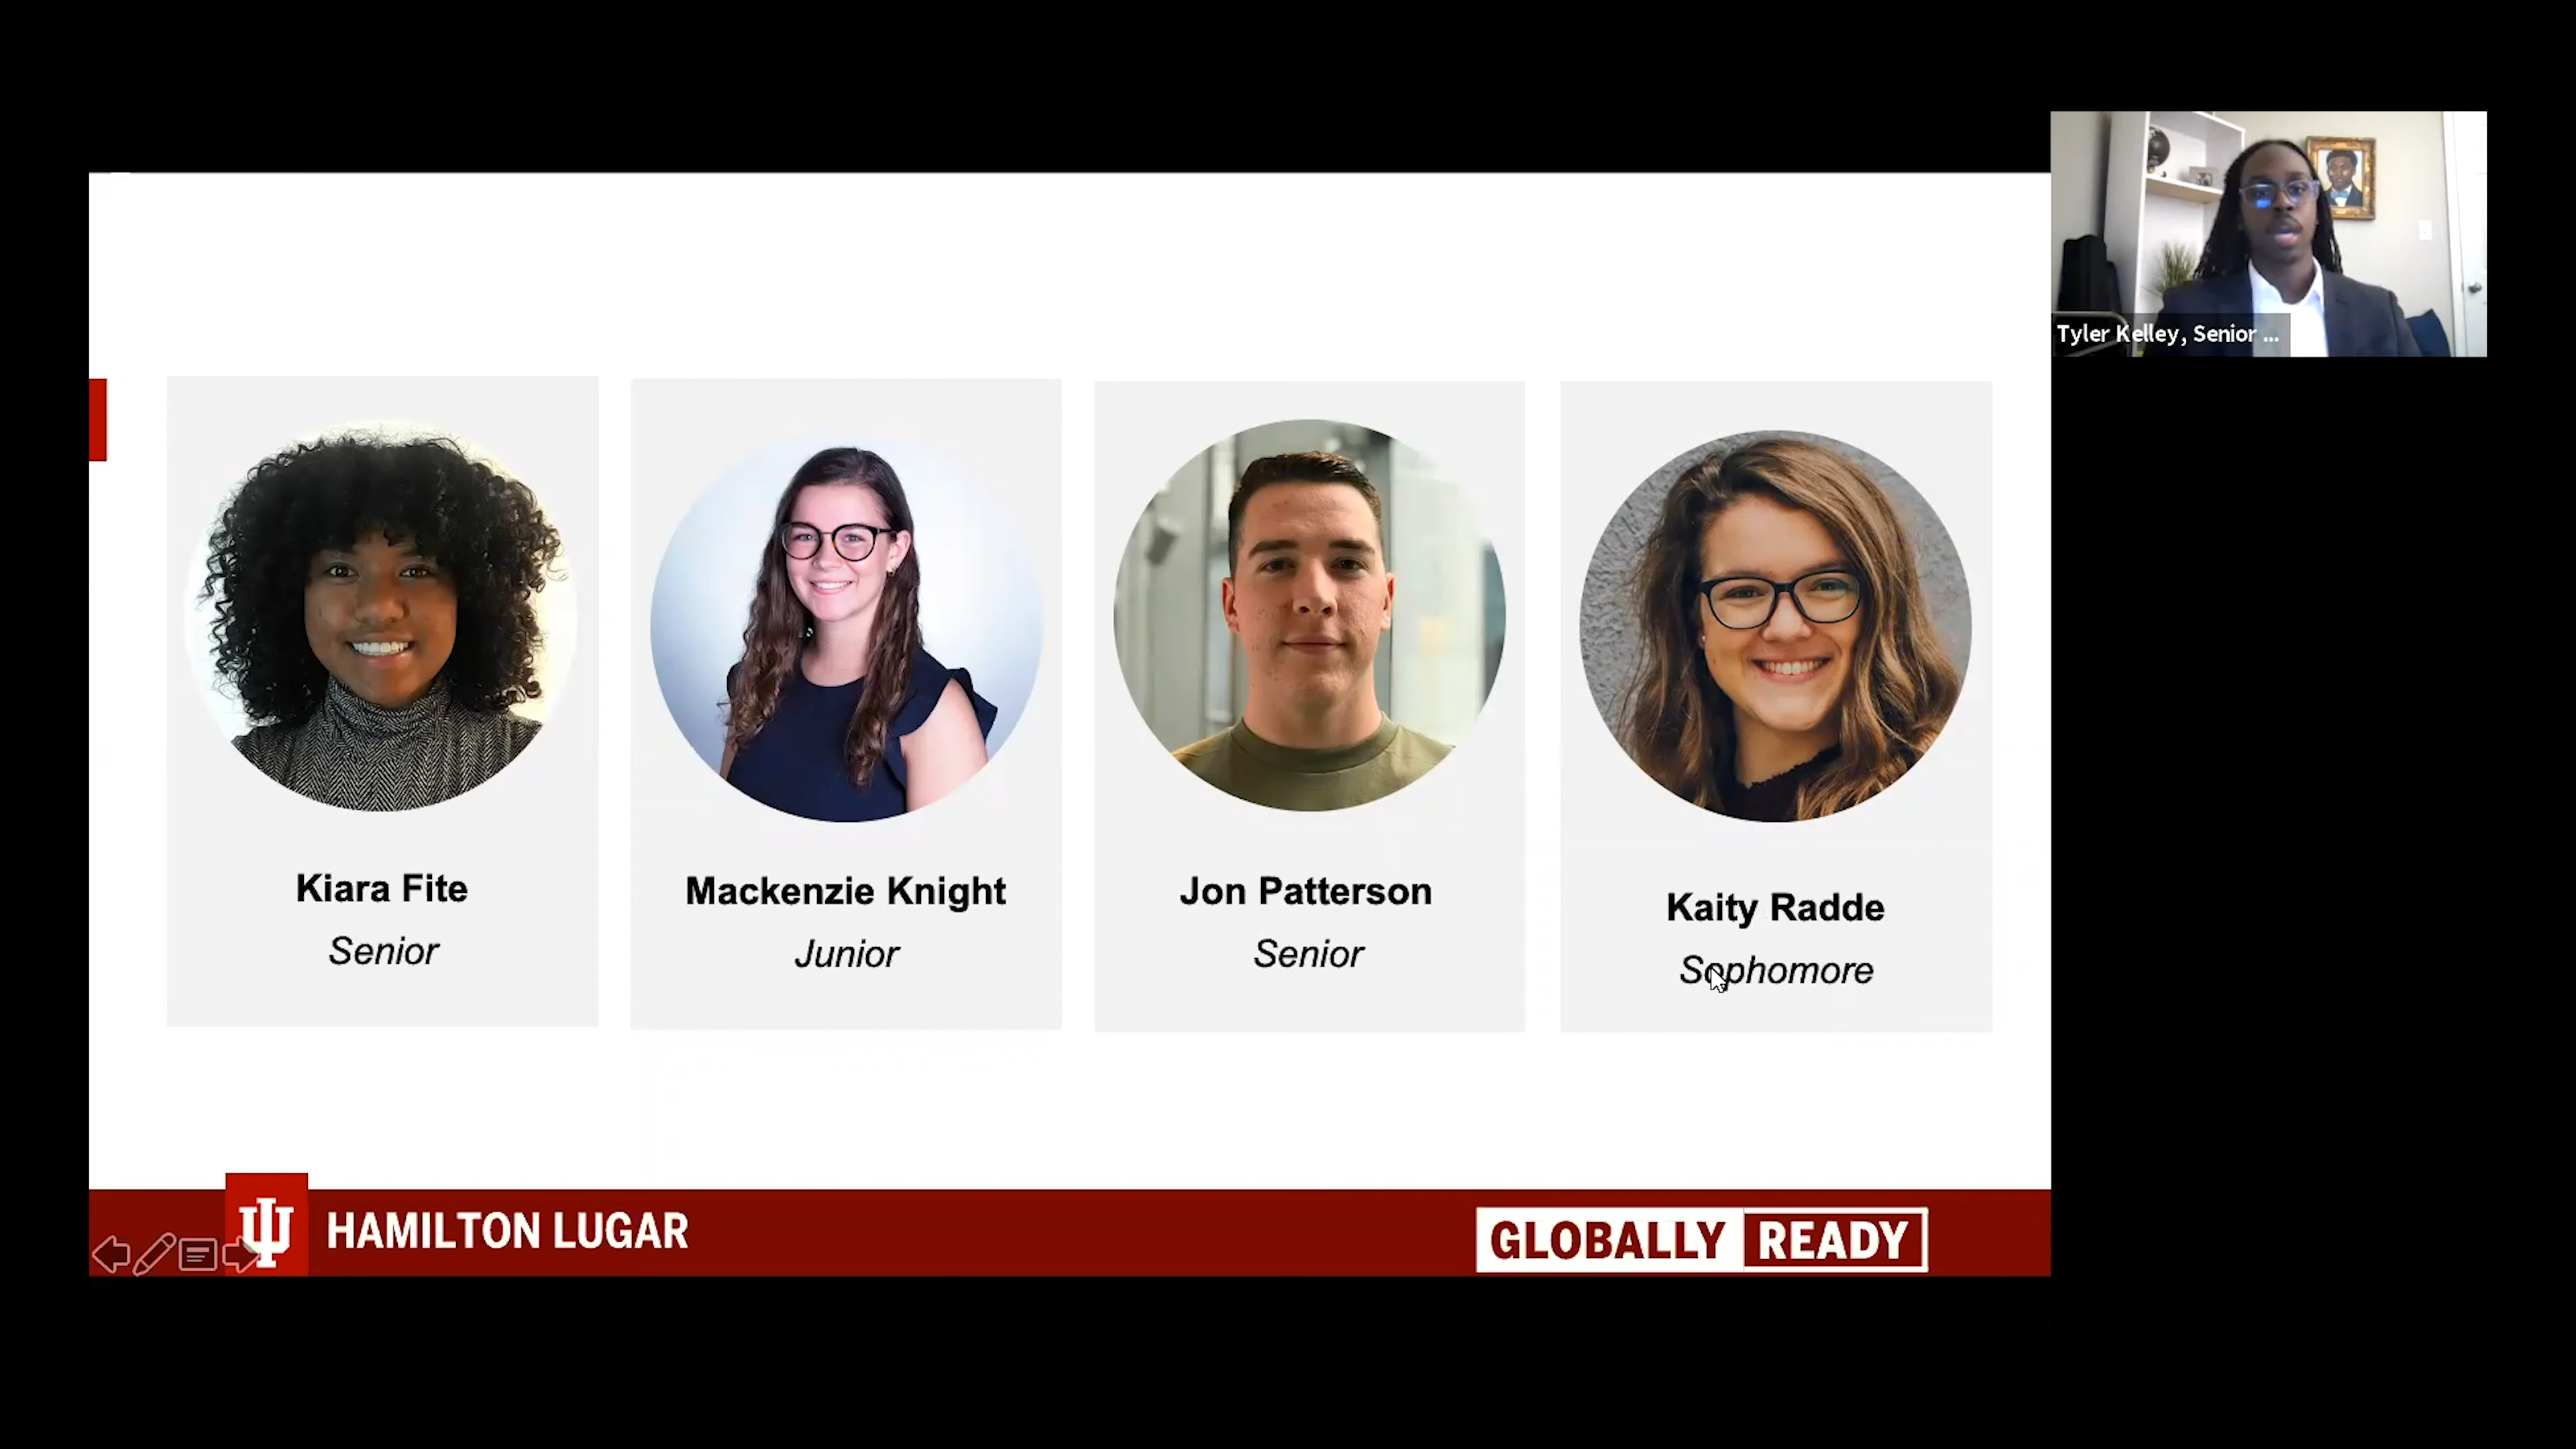 Tyler Kelley, Senior ...
Kiara Fite
Senior
Mackenzie Knight
Junior
Jon Patterson
Senior
Kaity Radde
Sophomore
HAMILTON LUGAR
GLOBALLY READY